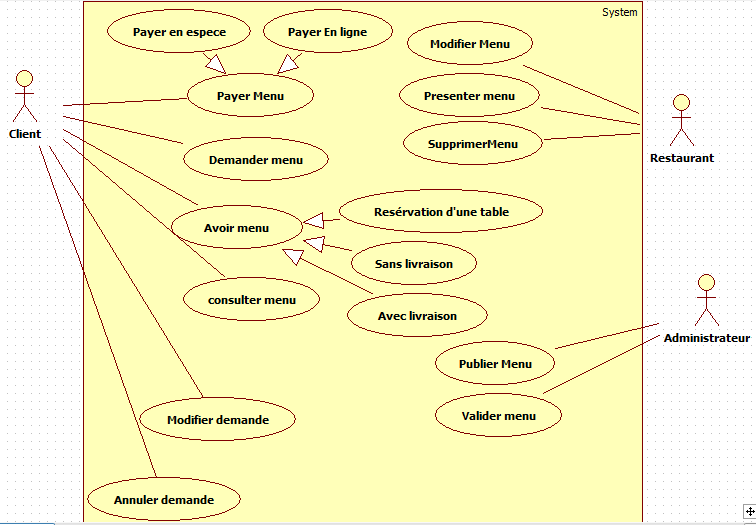 System
Payer en espece
Payer En ligne
Modifier Menu
Payer Menu
Presenter menu
Client
SupprimerMenu
Restaurant
Demander menu
Resérvation d'une table
Avoir menu
Sans livraison
consulter menu
Avec livraison
Administrateur
Publier Menu
Modifier demande
Valider menu
Annuler demande